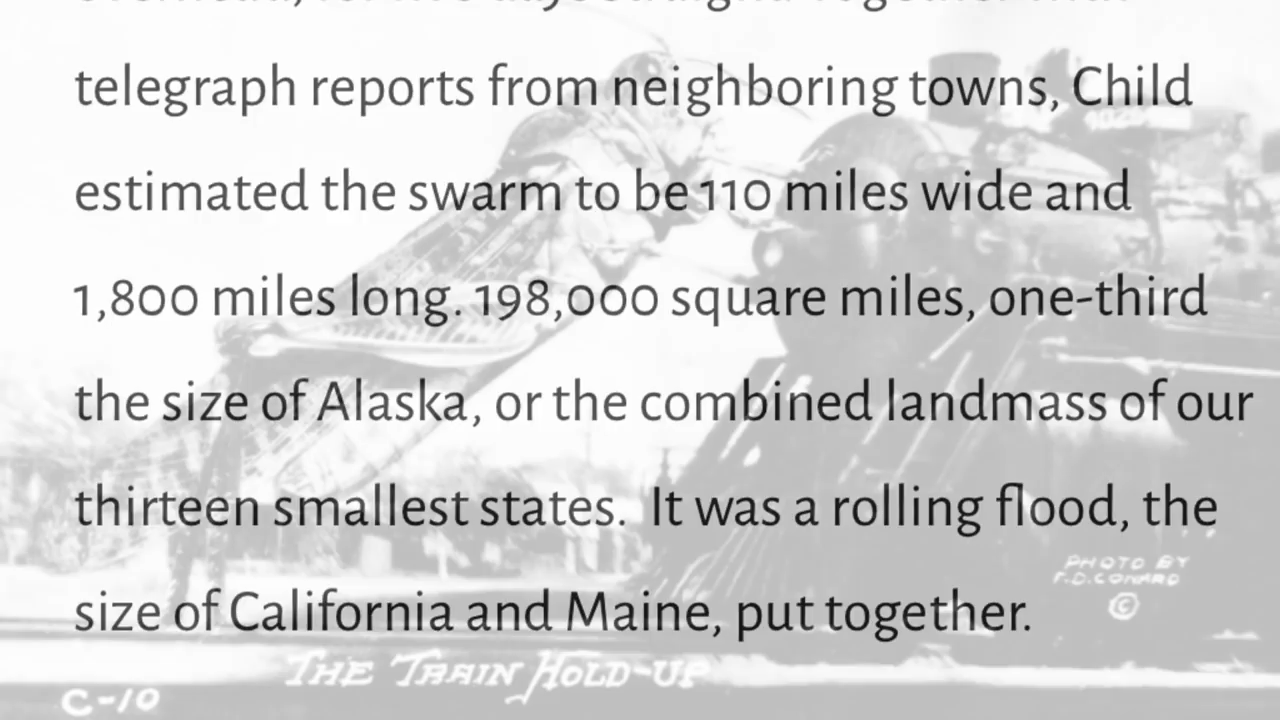 telegraph reports from neighboring towns, Child
estimated the swarm to be 110 miles wide and
1,800 miles long. 198,000 square miles, one-third
the size of Alaska, or the combined landmass of our
thirteen smallest states. It was a rolling flood, the
size of California and Maine, put together.
PHOTO BY
F.D.CONARD
©
THE TRAIN HOLD-UP
C-10